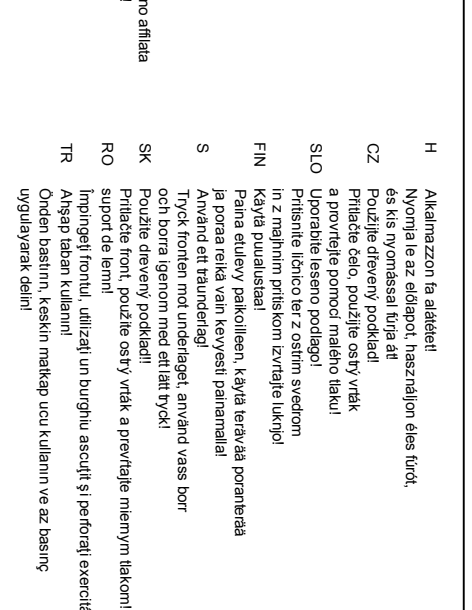 H Alkalmazzon fa alátétet!
Nyomja le az előlapot, használjon éles fúrót,
és kis nyomással fúrja át!
CZ Použijte dřevený podklad!
Přitlačte čelo, použijte ostrý vrták
a provrtejte pomocí malého tlaku!
SLO Uporabite leseno podlago!
Pritisnite ličnico ter z ostrim svedrom
in z majhnim pritiskom izvrtajte luknjo!
FIN Käytä puualustaa!
Paina etulevy paikoilleen, käytä terävää poranterää
ja poraa reikä vain kevyesti painamalla!
S Använd ett träunderlag!
Tryck fronten mot underlaget, använd vass borr
och borra igenom med ett lätt tryck!
no affilata
SK Použite drevený podklad!!
Pritlačte front, použite ostrý vrták a prevŕtajte miernym tlakom!
RO suport de lemn!
Împingeţi frontul, utilizaţi un burghiu ascuţit şi perforaţi
TR Ahşap taban kullanın!
Önden bastırın, keskin matkap ucu kullanın ve az basınç
uygulayarak delin!